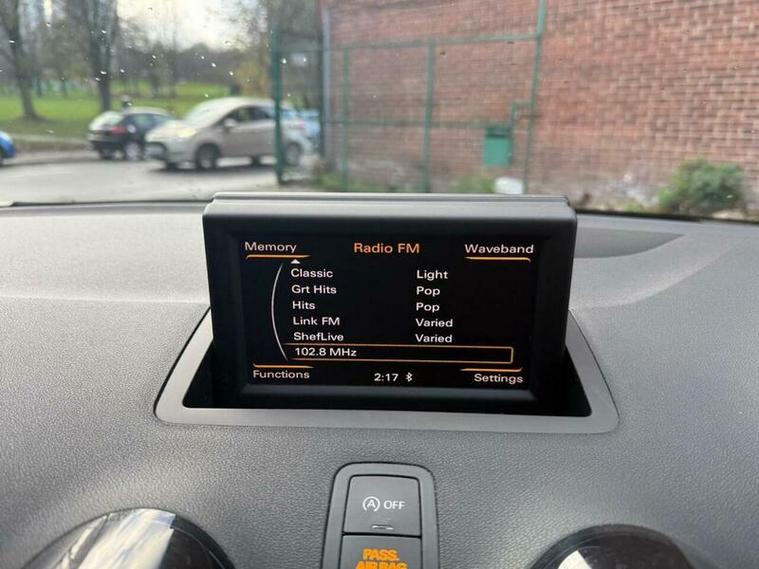 Memory Radio FM Waveband
Classic Light
Grt Hits Pop
Hits Pop
Link FM Varied
ShefLive Varied
102.8 MHz
Functions 2:17 Settings
A OFF
PASS.
AIR BAG